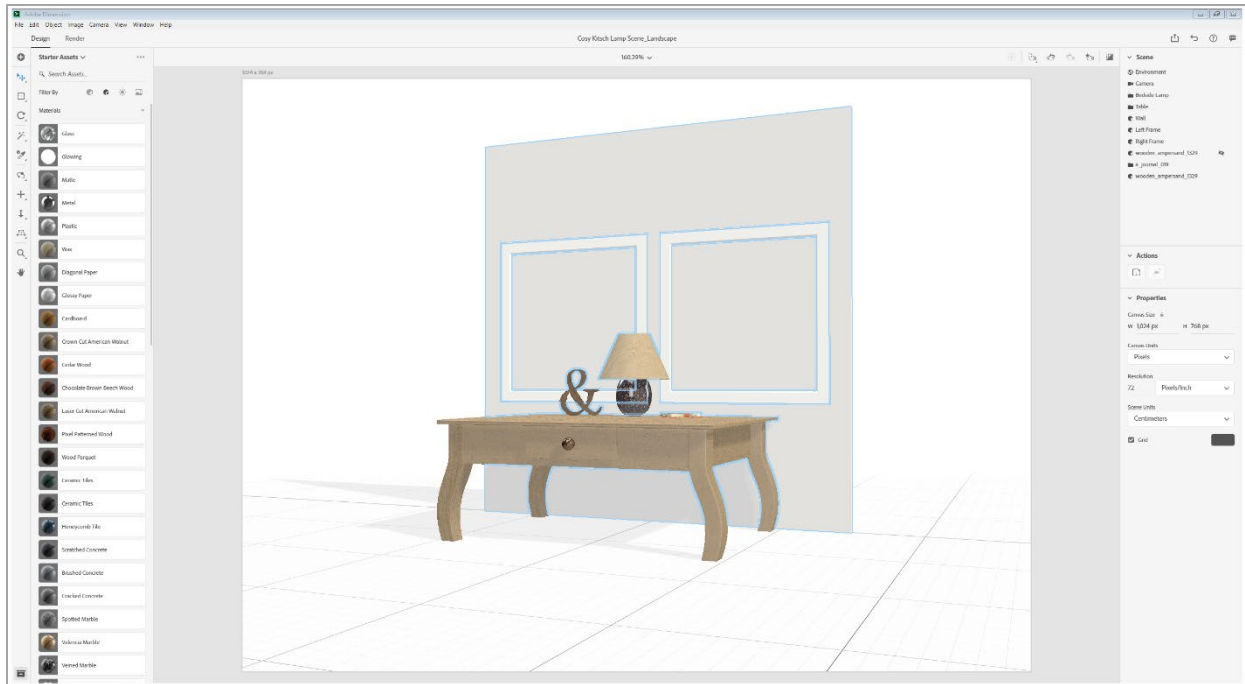 Adobe Dimension
File Edit Object Image Camera View Window Help
Design Render
Cosy Kitsch Lamp Scene_Landscape
Starter Assets
160.29%
Search Assets...
Filter By
Materials
Glass
Glowing
Matte
Metal
Plastic
Wax
Diagonal Paper
Glossy Paper
Cardboard
Crown Cut American Walnut
Cedar Wood
Chocolate Brown Beech Wood
Laser Cut American Walnut
Pixel Patterned Wood
Wood Parquet
Ceramic Tiles
Ceramic Tiles
Honeycomb Tile
Scratched Concrete
Brushed Concrete
Cracked Concrete
Spotted Marble
Valencia Marble
Veined Marble
1024 x 768 px
&
Scene
Environment
Camera
Bedside Lamp
Table
Wall
Left Frame
Right Frame
wooden_ampersand_1329
wooden_ampersand_1329
Actions
Properties
Canvas Size
W 1,024 px H 768 px
Canvas Units
Pixels
Resolution
72 Pixels/Inch
Scene Units
Centimeters
Grid